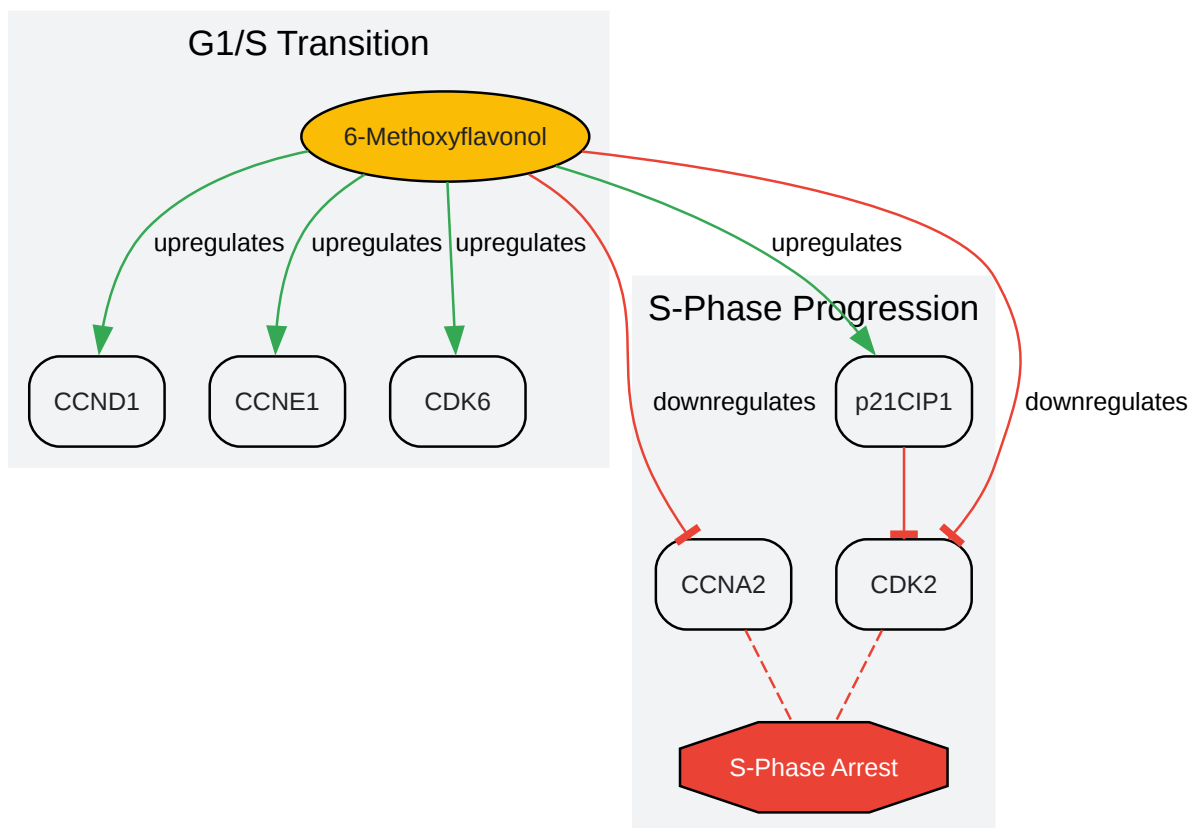 G1/S Transition
6-Methoxyflavonol
upregulates
upregulates
upregulates
upregulates
S-Phase Progression
CCND1
CCNE1
CDK6
downregulates
p21CIP1
downregulates
CCNA2
CDK2
S-Phase Arrest